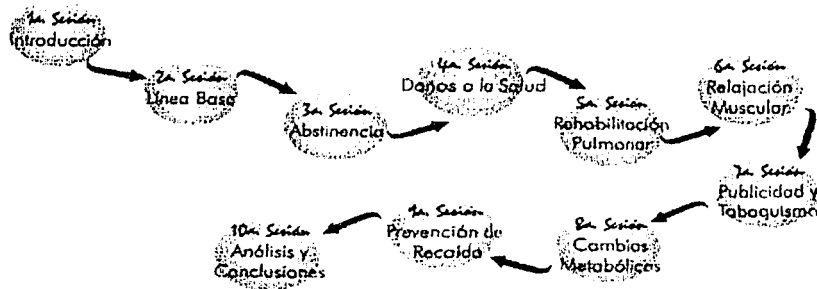 1a. Sesión
Introducción
2a. Sesión
Línea Base
3a. Sesión
Abstinencia
4a. Sesión
Daños a la Salud
5a. Sesión
Rehabilitación
Pulmonar
6a. Sesión
Relajación
Muscular
7a. Sesión
Publicidad y
Tabaquismo
8a. Sesión
Cambios
Metabólicos
9a. Sesión
Prevención de
Recaída
10a. Sesión
Análisis y
Conclusiones